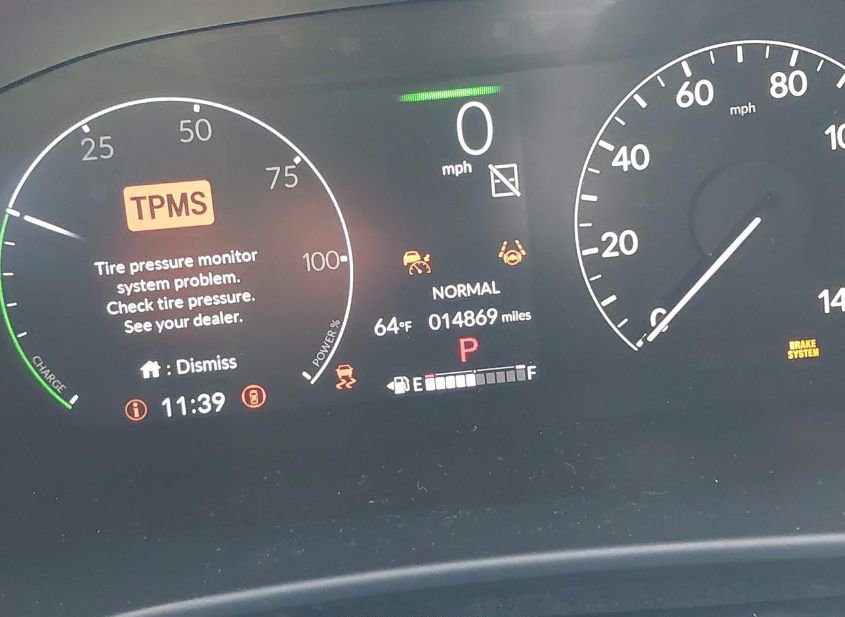 25
50
75
100
TPMS
Tire pressure monitor
system problem.
Check tire pressure.
See your dealer.
: Dismiss
CHARGE
POWER %
11:39
0
mph
NORMAL
64°F 014869 miles
P
E F
0
20
40
60
80
mph
BRAKE
SYSTEM